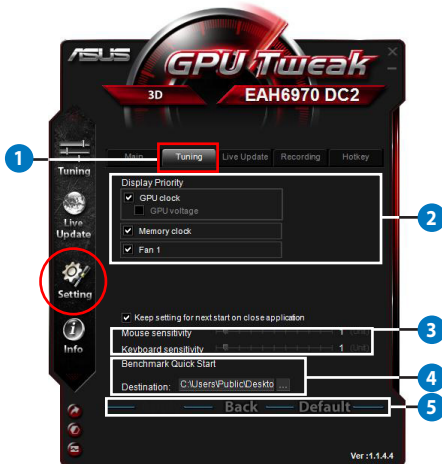 ASUS
GPU Tweak
3D
EAH6970 DC2
1
Main Tuning Live Update Recording Hotkey
Tuning
Display Priority
GPU clock
GPU voltage
2
Live
Update
Memory clock
Fan 1
Setting
Keep setting for next start on close application
Mouse sensitivity 1 (Unit)
3
Info
Keyboard sensitivity 1 (Unit)
Benchmark Quick Start
4
Destination: C:\Users\Public\Deskto ...
Back Default
5
Ver :1.1.4.4